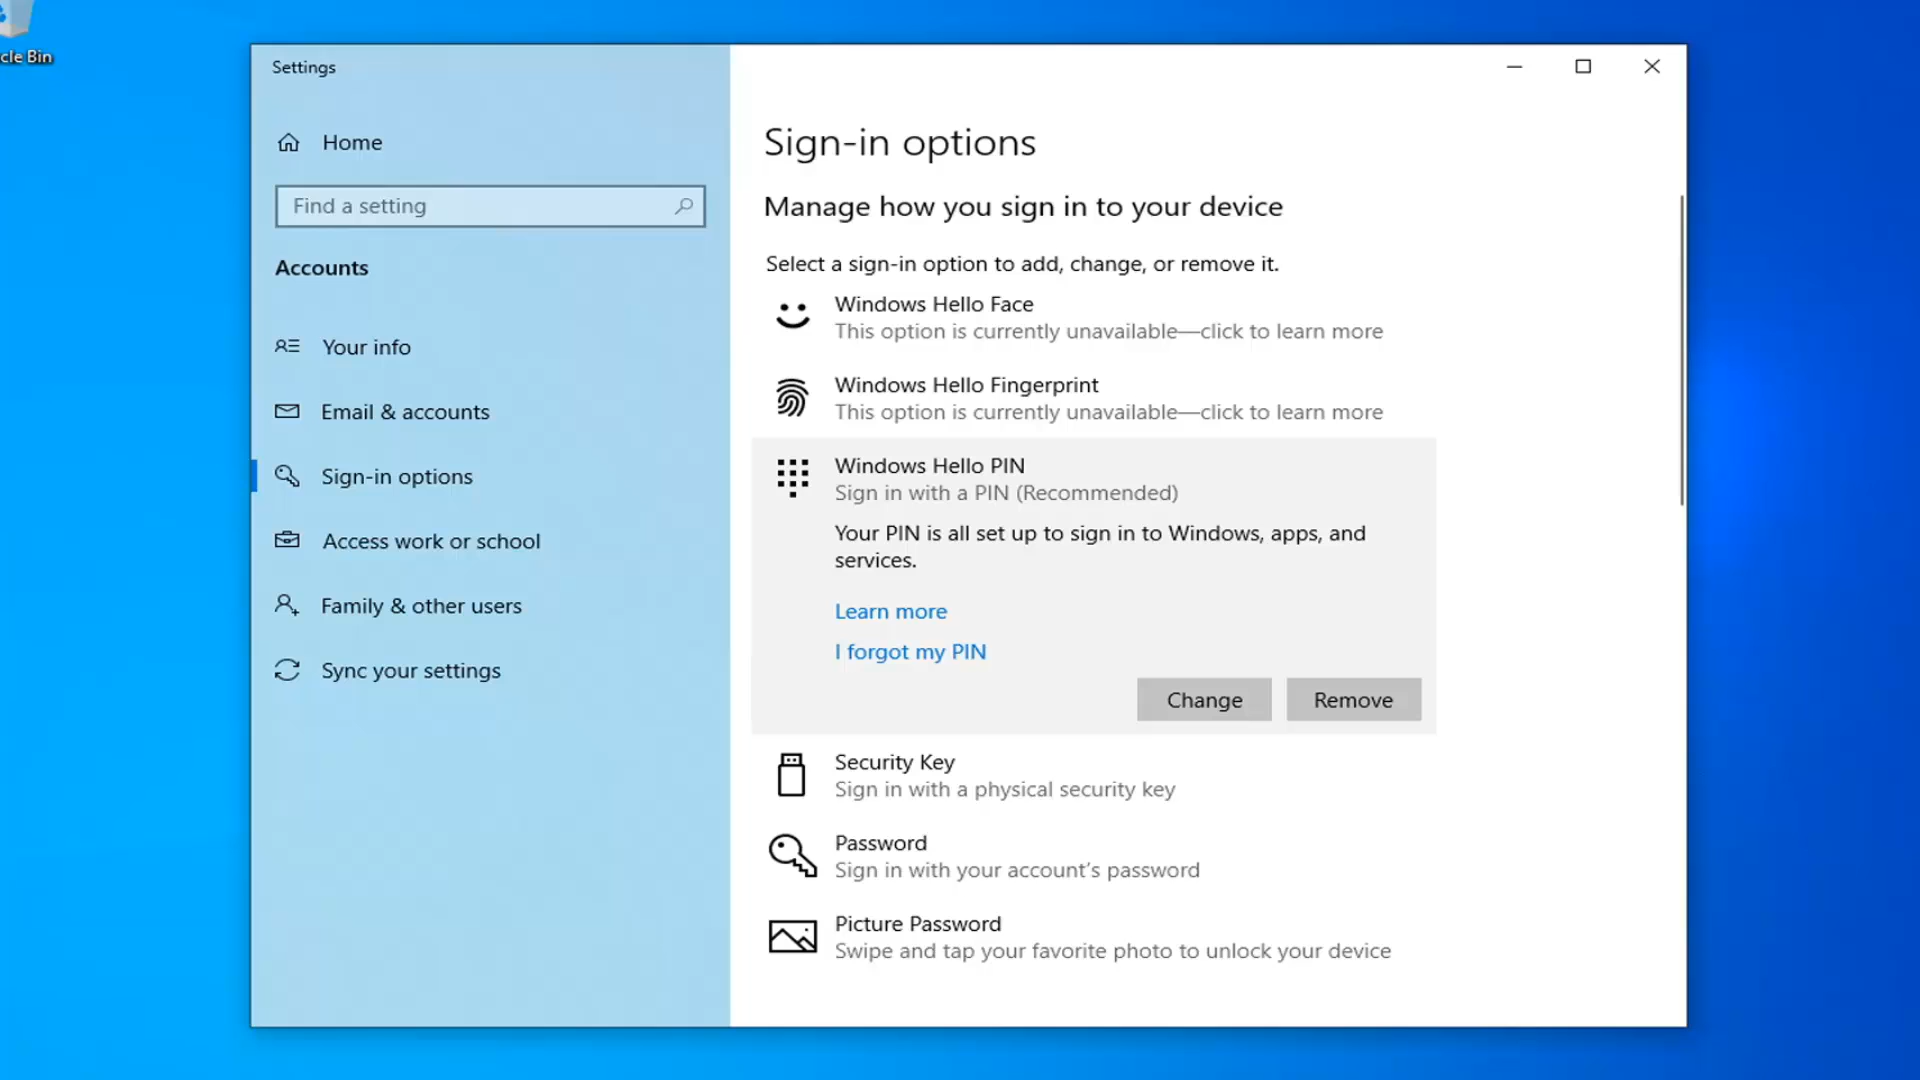 cle Bin
Settings
Home
Find a setting
Accounts
Your info
Email & accounts
Sign-in options
Access work or school
Family & other users
Sync your settings
Sign-in options
Manage how you sign in to your device
Select a sign-in option to add, change, or remove it.
Windows Hello Face
This option is currently unavailable—click to learn more
Windows Hello Fingerprint
This option is currently unavailable—click to learn more
Windows Hello PIN
Sign in with a PIN (Recommended)
Your PIN is all set up to sign in to Windows, apps, and
services.
Learn more
I forgot my PIN
Change
Remove
Security Key
Sign in with a physical security key
Password
Sign in with your account's password
Picture Password
Swipe and tap your favorite photo to unlock your device